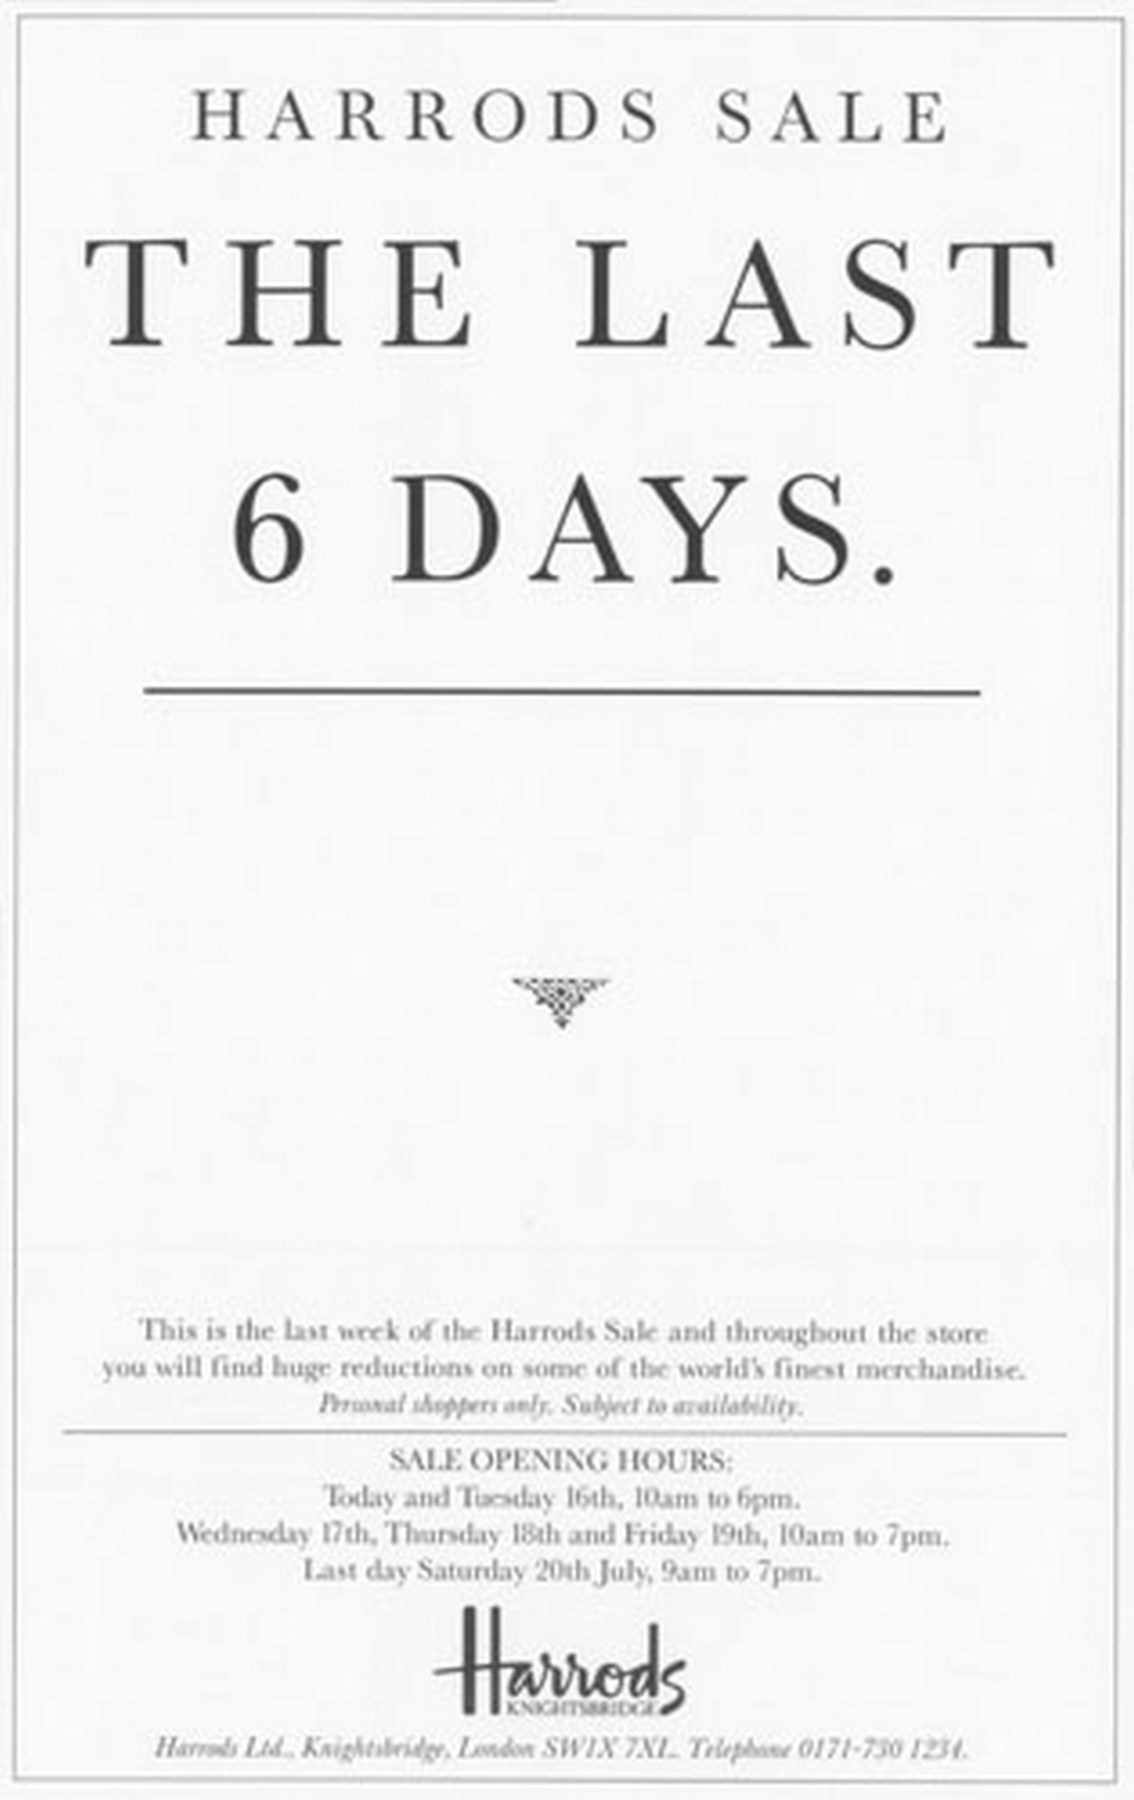 HARRODS SALE
THE LAST
6 DAYS.
This is the last week of the Harrods Sale and throughout the store
you will find huge reductions on some of the world's finest merchandise.
Personal shoppers only. Subject to availability.
SALE OPENING HOURS:
Today and Tuesday 16th, 10am to 6pm.
Wednesday 17th, Thursday 18th and Friday 19th, 10am to 7pm.
Last day Saturday 20th July, 9am to 7pm.
Harrods
KNIGHTSBRIDGE
Harrods Ltd., Knightsbridge, London SW1X 7XL. Telephone 0171-730 1234.